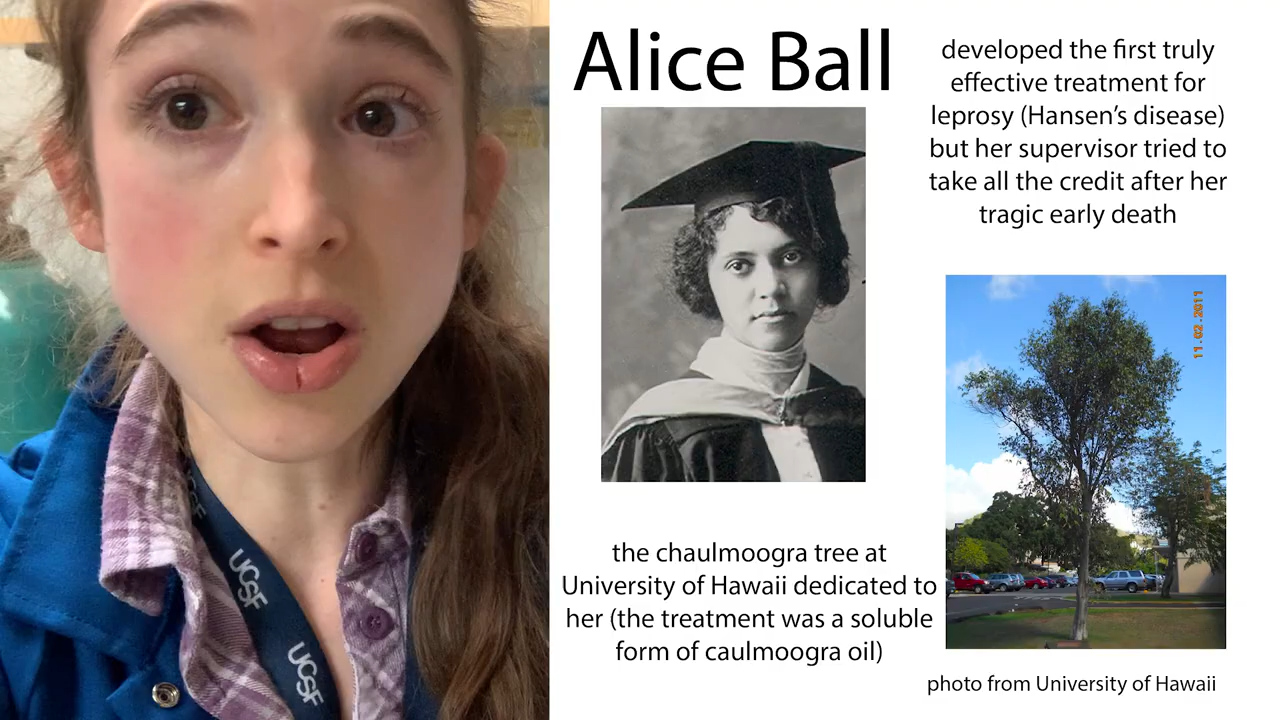 Alice Ball
developed the first truly
effective treatment for
leprosy (Hansen's disease)
but her supervisor tried to
take all the credit after her
tragic early death
11.02.2011
the chaulmoogra tree at
University of Hawaii dedicated to
her (the treatment was a soluble
form of caulmoogra oil)
photo from University of Hawaii
UCSF
UCSF